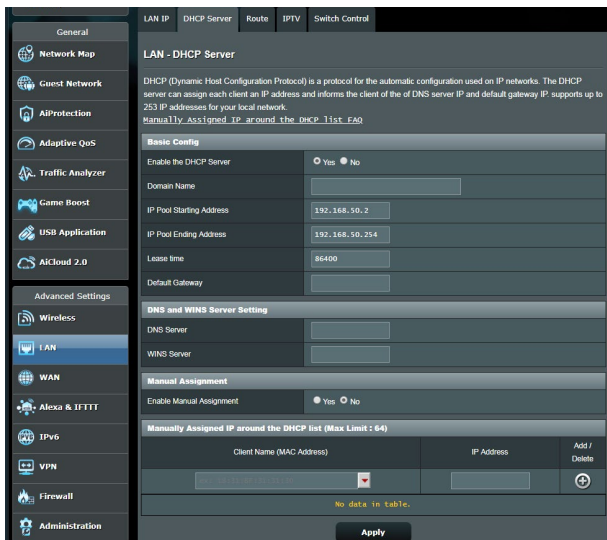 LAN IP DHCP Server Route IPTV Switch Control
General
Network Map
Guest Network
AiProtection
Adaptive QoS
Traffic Analyzer
Game Boost
USB Application
AiCloud 2.0
Advanced Settings
Wireless
LAN
WAN
Alexa & IFTTT
IPv6
VPN
Firewall
Administration
LAN - DHCP Server
DHCP (Dynamic Host Configuration Protocol) is a protocol for the automatic configuration used on IP networks. The DHCP
server can assign each client an IP address and informs the client of the of DNS server IP and default gateway IP. supports up to
253 IP addresses for your local network.
Manually Assigned IP around the DHCP list FAQ
Basic Config
Enable the DHCP Server Yes No
Domain Name
IP Pool Starting Address 192.168.50.2
IP Pool Ending Address 192.168.50.254
Lease time 86400
Default Gateway
DNS and WINS Server Setting
DNS Server
WINS Server
Manual Assignment
Enable Manual Assignment Yes No
Manually Assigned IP around the DHCP list (Max Limit : 64)
Client Name (MAC Address) IP Address Add /
Delete
No data in table.
Apply